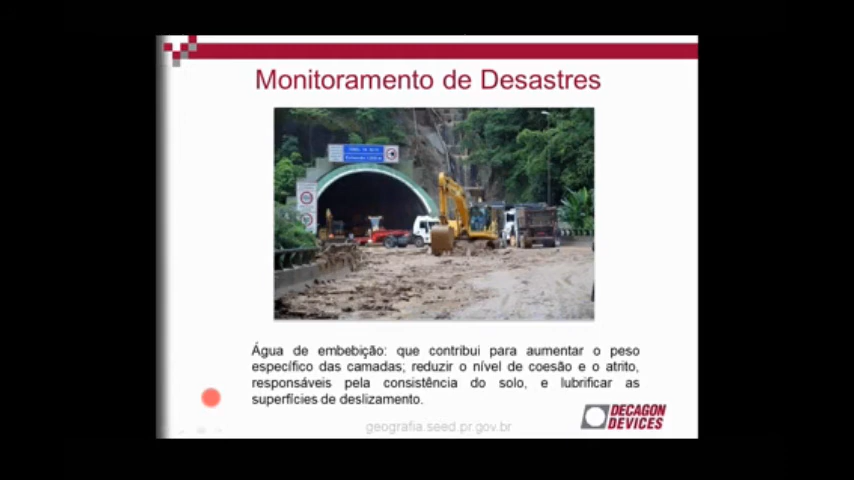 Monitoramento de Desastres
Água de embebição: que contribui para aumentar o peso
específico das camadas; reduzir o nível de coesão e o atrito,
responsáveis pela consistência do solo, e lubrificar as
superfícies de deslizamento.
DECAGON
DEVICES
geografia.seed.pr.gov.br